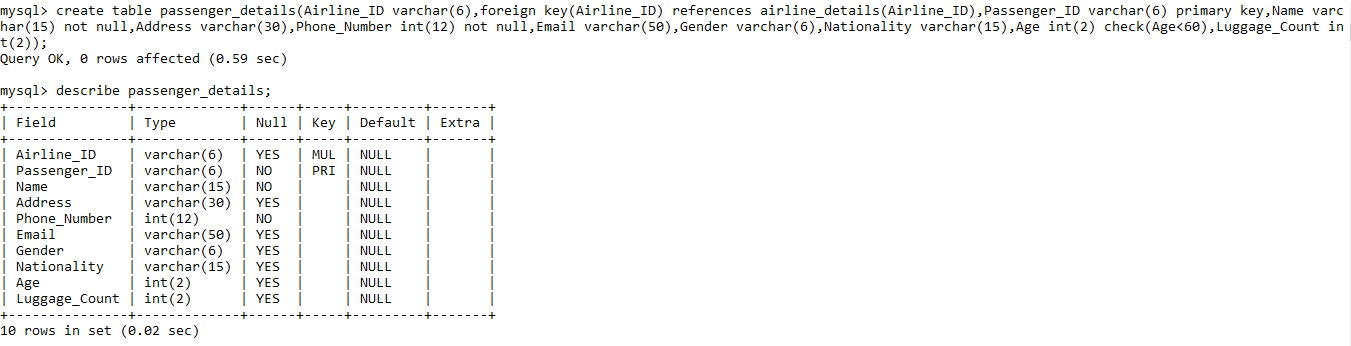 mysql> create table passenger_details(Airline_ID varchar(6),foreign key(Airline_ID) references airline_details(Airline_ID),Passenger_ID varchar(6) primary key,Name varc
har(15) not null,Address varchar(30),Phone_Number int(12) not null,Email varchar(50),Gender varchar(6),Nationality varchar(15),Age int(2) check(Age<60),Luggage_Count in
t(2));
Query OK, 0 rows affected (0.59 sec)
mysql> describe passenger_details;
+---------------+-------------+------+-----+---------+-------+
| Field         | Type        | Null | Key | Default | Extra |
+---------------+-------------+------+-----+---------+-------+
| Airline_ID    | varchar(6)  | YES  | MUL | NULL    |       |
| Passenger_ID  | varchar(6)  | NO   | PRI | NULL    |       |
| Name          | varchar(15) | NO   |     | NULL    |       |
| Address       | varchar(30) | YES  |     | NULL    |       |
| Phone_Number  | int(12)     | NO   |     | NULL    |       |
| Email         | varchar(50) | YES  |     | NULL    |       |
| Gender        | varchar(6)  | YES  |     | NULL    |       |
| Nationality   | varchar(15) | YES  |     | NULL    |       |
| Age           | int(2)      | YES  |     | NULL    |       |
| Luggage_Count | int(2)      | YES  |     | NULL    |       |
+---------------+-------------+------+-----+---------+-------+
10 rows in set (0.02 sec)